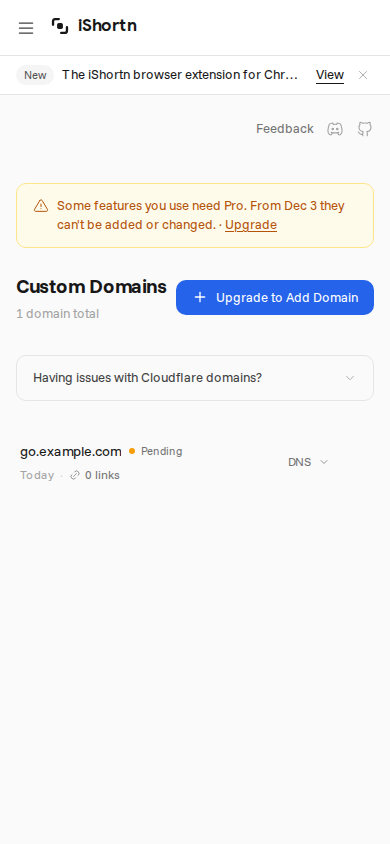 iShortn
New The iShortn browser extension for Chr... View
Feedback
Some features you use need Pro. From Dec 3 they
can't be added or changed. · Upgrade
Custom Domains
1 domain total
Upgrade to Add Domain
Having issues with Cloudflare domains?
go.example.com Pending
Today · 0 links
DNS